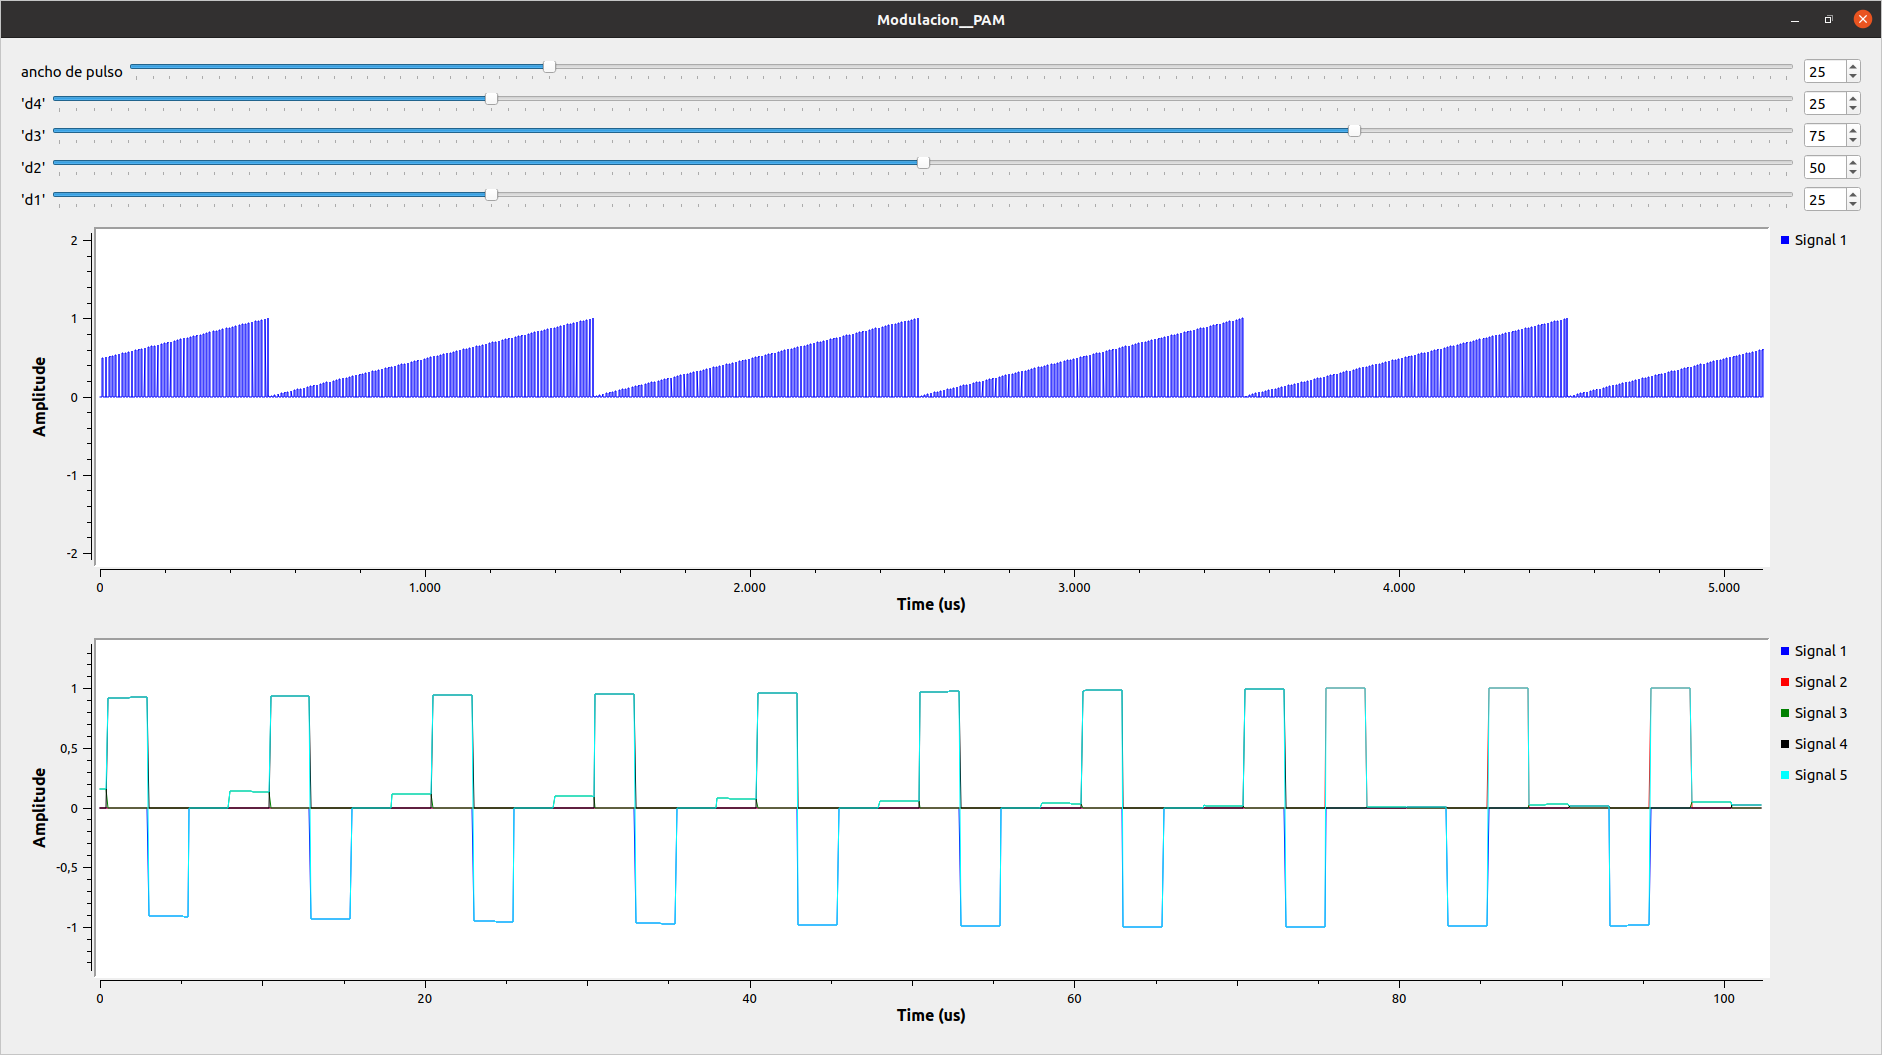 Modulacion__PAM
ancho de pulso 25
'd4' 25
'd3' 75
'd2' 50
'd1' 25
Signal 1
2
1
0
-1
-2
Amplitude
0 1.000 2.000 3.000 4.000 5.000
Time (us)
Signal 1
Signal 2
Signal 3
Signal 4
Signal 5
1
0,5
0
-0,5
-1
Amplitude
0 20 40 60 80 100
Time (us)